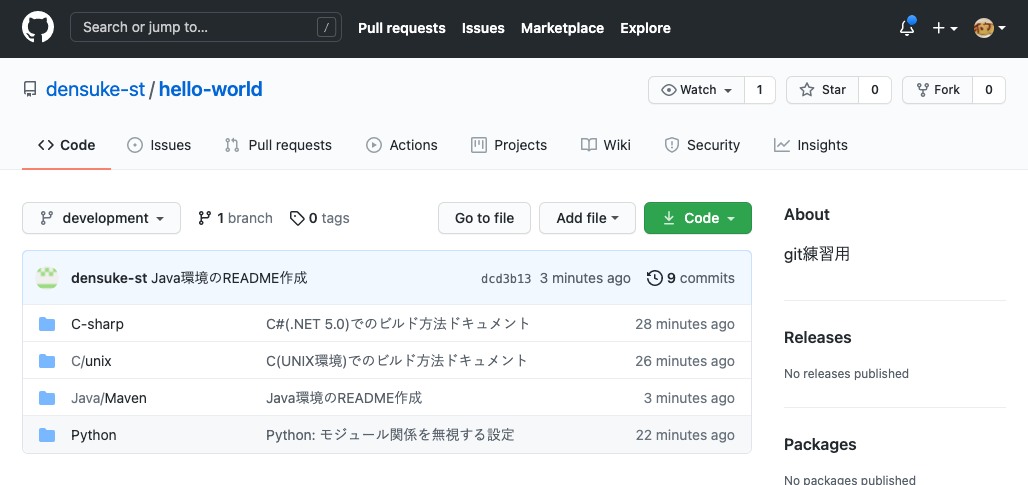 Search or jump to... /
Pull requests Issues Marketplace Explore
densuke-st / hello-world
Watch 1 Star 0 Fork 0
Code Issues Pull requests Actions Projects Wiki Security Insights
development 1 branch 0 tags Go to file Add file Code
About
git練習用
densuke-st Java環境のREADME作成 dcd3b13 3 minutes ago 9 commits
C-sharp C#(.NET 5.0)でのビルド方法ドキュメント 28 minutes ago
C/unix C(UNIX環境)でのビルド方法ドキュメント 26 minutes ago
Java/Maven Java環境のREADME作成 3 minutes ago
Python Python: モジュール関係を無視する設定 22 minutes ago
Releases
No releases published
Packages
No packages published